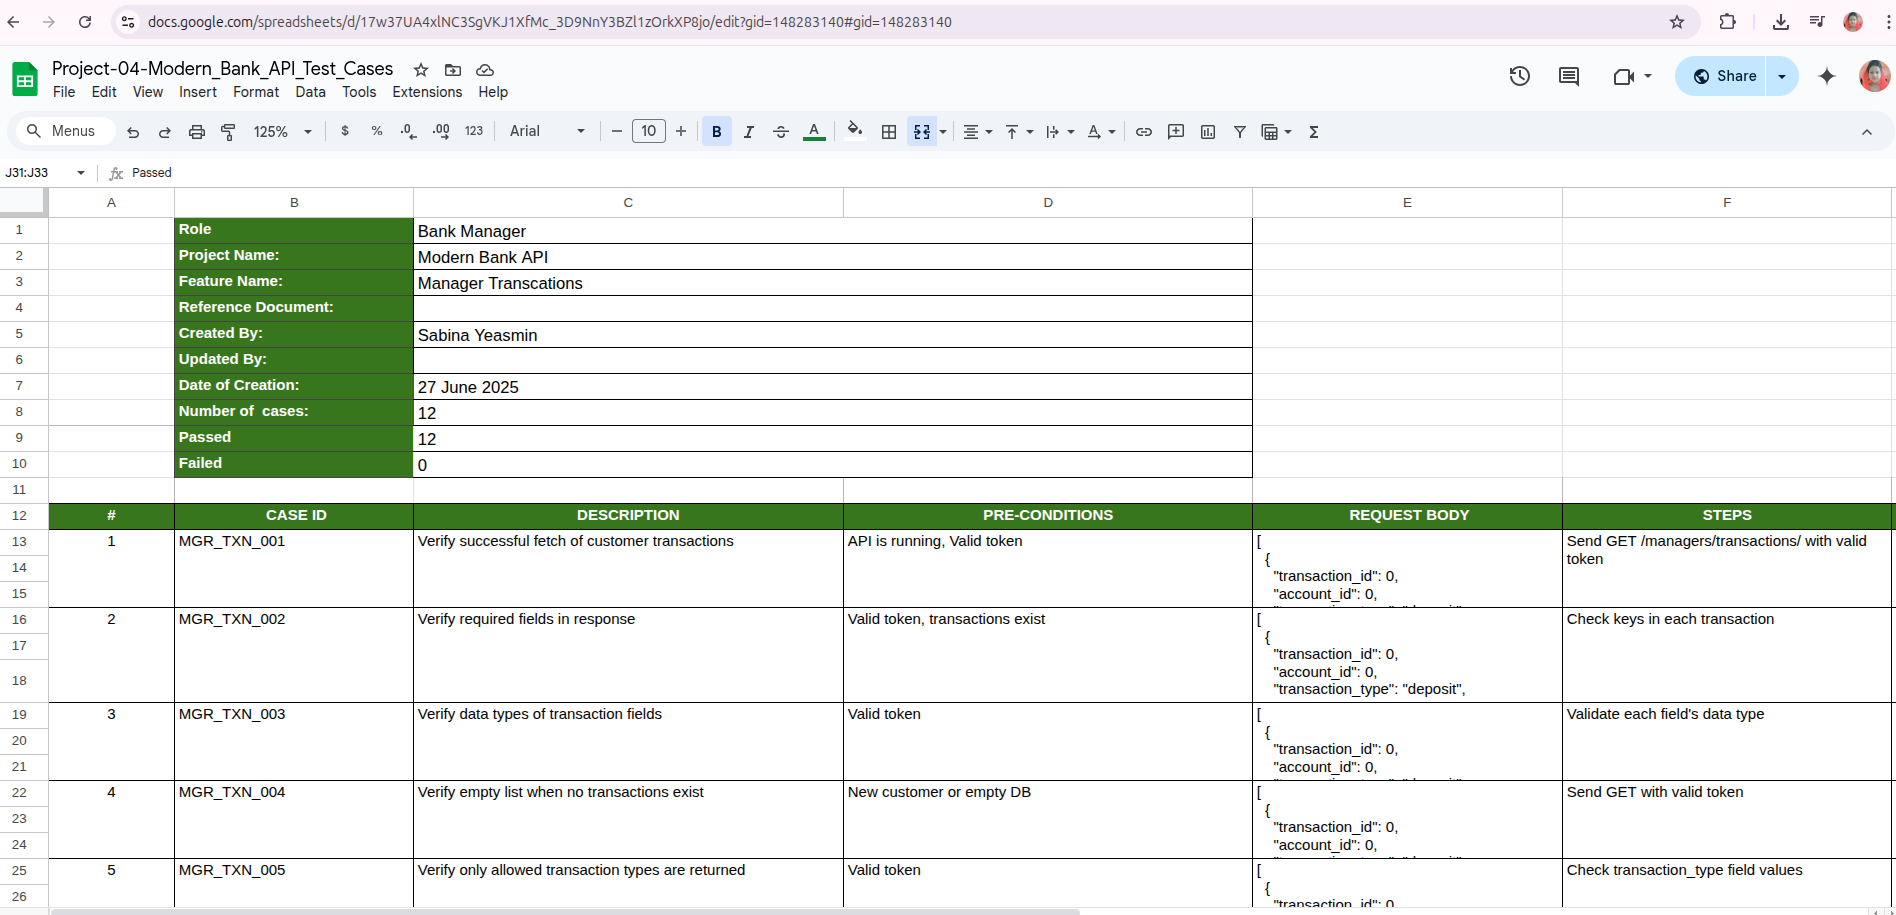 docs.google.com/spreadsheets/d/17w37UA4xlNC3SgVKJ1XfMc_3D9NnY3BZl1zOrkXP8jo/edit?gid=148283140#gid=148283140
Project-04-Modern_Bank_API_Test_Cases
File Edit View Insert Format Data Tools Extensions Help
Share
Menus 125% $ % .0 .00 123 Arial 10 B I S A
J31:J33 fx Passed
A B C D E F
1 Role Bank Manager
2 Project Name: Modern Bank API
3 Feature Name: Manager Transcations
4 Reference Document:
5 Created By: Sabina Yeasmin
6 Updated By:
7 Date of Creation: 27 June 2025
8 Number of  cases: 12
9 Passed 12
10 Failed 0
11
12 # CASE ID DESCRIPTION PRE-CONDITIONS REQUEST BODY STEPS
13 1 MGR_TXN_001 Verify successful fetch of customer transactions API is running, Valid token [ Send GET /managers/transactions/ with valid
{ token
14 "transaction_id": 0,
15 "account_id": 0,
16 2 MGR_TXN_002 Verify required fields in response Valid token, transactions exist [ Check keys in each transaction
17 {
"transaction_id": 0,
18 "account_id": 0,
"transaction_type": "deposit",
19 3 MGR_TXN_003 Verify data types of transaction fields Valid token [ Validate each field's data type
20 {
"transaction_id": 0,
21 "account_id": 0,
22 4 MGR_TXN_004 Verify empty list when no transactions exist New customer or empty DB [ Send GET with valid token
23 {
"transaction_id": 0,
24 "account_id": 0,
25 5 MGR_TXN_005 Verify only allowed transaction types are returned Valid token [ Check transaction_type field values
26 {